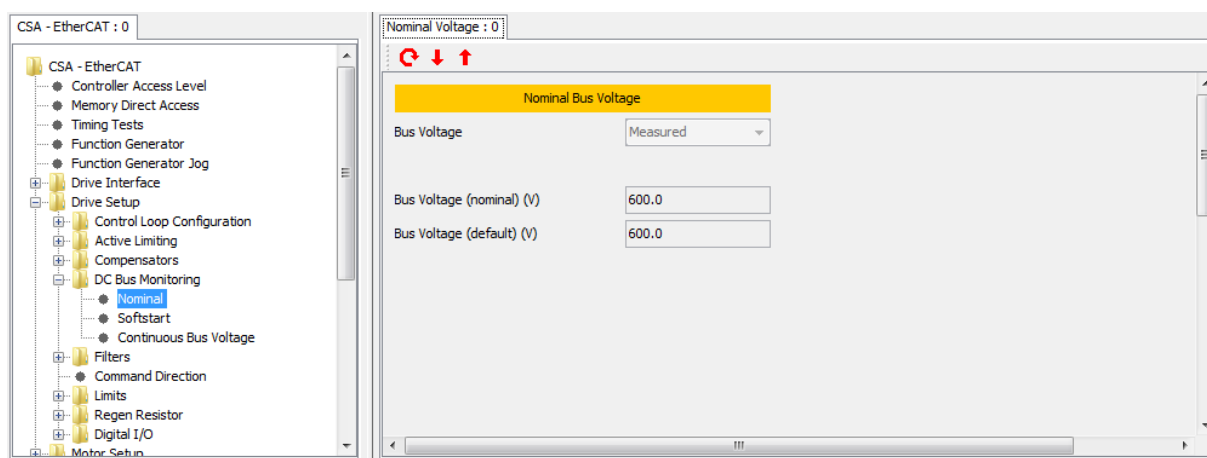 CSA - EtherCAT : 0
CSA - EtherCAT
Controller Access Level
Memory Direct Access
Timing Tests
Function Generator
Function Generator Jog
Drive Interface
Drive Setup
Control Loop Configuration
Active Limiting
Compensators
DC Bus Monitoring
Nominal
Softstart
Continuous Bus Voltage
Filters
Command Direction
Limits
Regen Resistor
Digital I/O
Motor Setup
Nominal Voltage : 0
Nominal Bus Voltage
Bus Voltage Measured
Bus Voltage (nominal) (V) 600.0
Bus Voltage (default) (V) 600.0